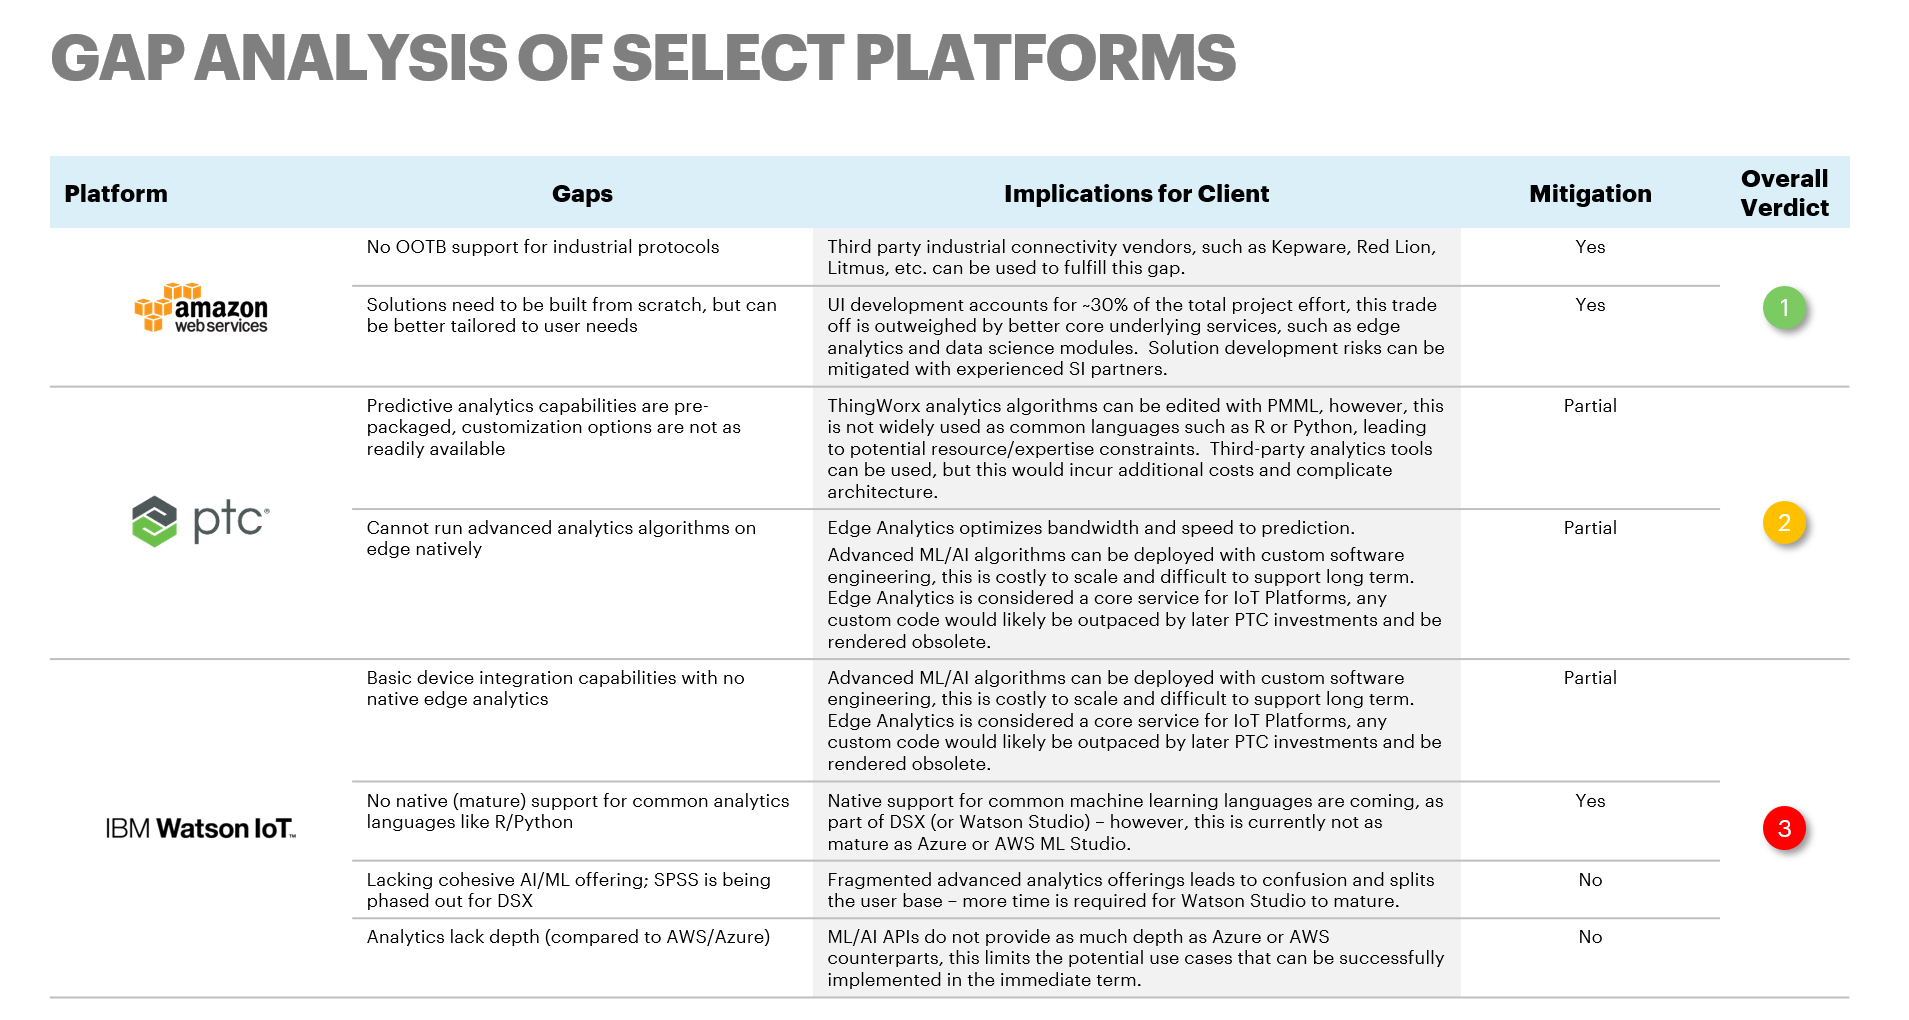 GAP ANALYSIS OF SELECT PLATFORMS
Platform
Gaps
Implications for Client
Mitigation
Overall
Verdict
amazon
webservices
No OOTB support for industrial protocols
Third party industrial connectivity vendors, such as Kepware, Red Lion,
Litmus, etc. can be used to fulfill this gap.
Yes
Solutions need to be built from scratch, but can
be better tailored to user needs
UI development accounts for ~30% of the total project effort, this trade
off is outweighed by better core underlying services, such as edge
analytics and data science modules.  Solution development risks can be
mitigated with experienced SI partners.
Yes
1
ptc®
Predictive analytics capabilities are pre-
packaged, customization options are not as
readily available
ThingWorx analytics algorithms can be edited with PMML, however, this
is not widely used as common languages such as R or Python, leading
to potential resource/expertise constraints.  Third-party analytics tools
can be used, but this would incur additional costs and complicate
architecture.
Partial
Cannot run advanced analytics algorithms on
edge natively
Edge Analytics optimizes bandwidth and speed to prediction.
Advanced ML/AI algorithms can be deployed with custom software
engineering, this is costly to scale and difficult to support long term.
Edge Analytics is considered a core service for IoT Platforms, any
custom code would likely be outpaced by later PTC investments and be
rendered obsolete.
Partial
2
IBM Watson IoT™
Basic device integration capabilities with no
native edge analytics
Advanced ML/AI algorithms can be deployed with custom software
engineering, this is costly to scale and difficult to support long term.
Edge Analytics is considered a core service for IoT Platforms, any
custom code would likely be outpaced by later PTC investments and be
rendered obsolete.
Partial
No native (mature) support for common analytics
languages like R/Python
Native support for common machine learning languages are coming, as
part of DSX (or Watson Studio) – however, this is currently not as
mature as Azure or AWS ML Studio.
Yes
Lacking cohesive AI/ML offering; SPSS is being
phased out for DSX
Fragmented advanced analytics offerings leads to confusion and splits
the user base – more time is required for Watson Studio to mature.
No
Analytics lack depth (compared to AWS/Azure)
ML/AI APIs do not provide as much depth as Azure or AWS
counterparts, this limits the potential use cases that can be successfully
implemented in the immediate term.
No
3